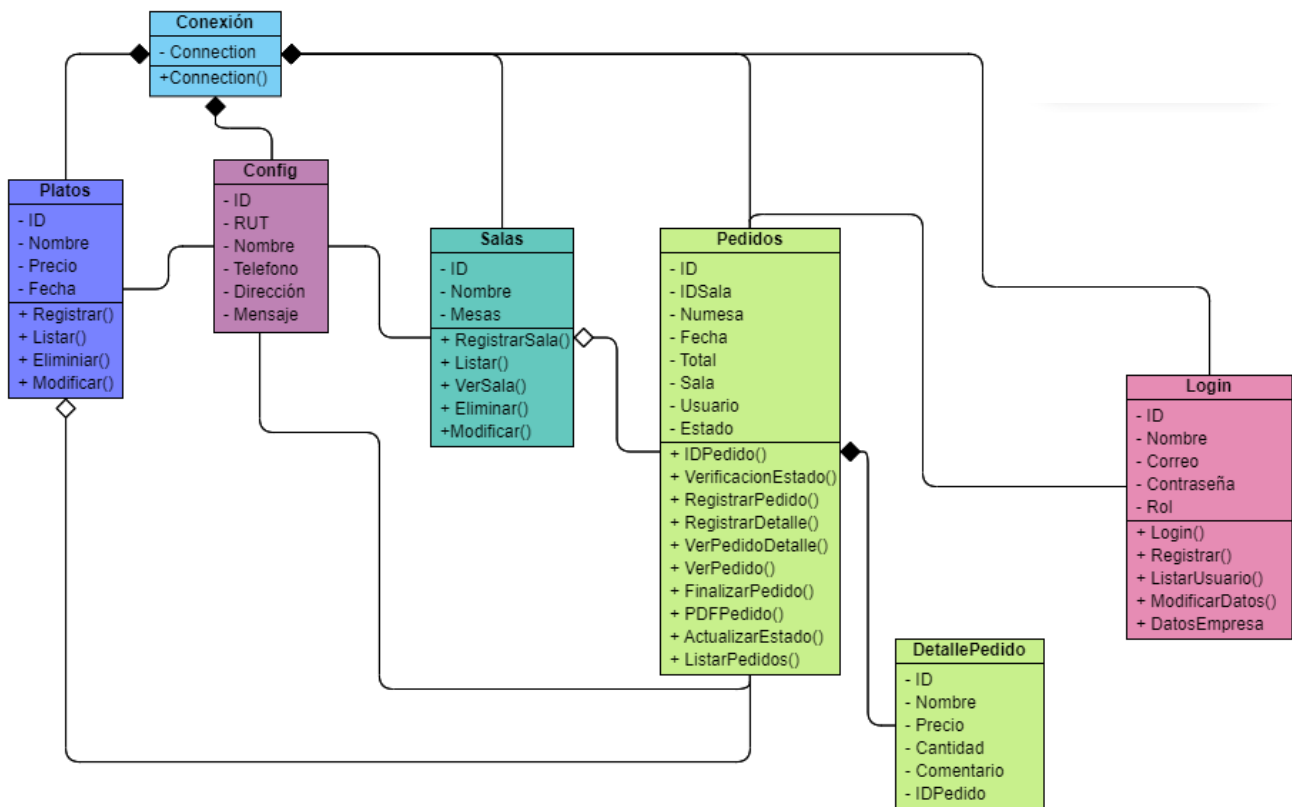 Conexión
- Connection
+Connection()
Platos
- ID
- Nombre
- Precio
- Fecha
+ Registrar()
+ Listar()
+ Eliminiar()
+ Modificar()
Config
- ID
- RUT
- Nombre
- Telefono
- Dirección
- Mensaje
Salas
- ID
- Nombre
- Mesas
+ RegistrarSala()
+ Listar()
+ VerSala()
+ Eliminar()
+Modificar()
Pedidos
- ID
- IDSala
- Numesa
- Fecha
- Total
- Sala
- Usuario
- Estado
+ IDPedido()
+ VerificacionEstado()
+ RegistrarPedido()
+ RegistrarDetalle()
+ VerPedidoDetalle()
+ VerPedido()
+ FinalizarPedido()
+ PDFPedido()
+ ActualizarEstado()
+ ListarPedidos()
Login
- ID
- Nombre
- Correo
- Contraseña
- Rol
+ Login()
+ Registrar()
+ ListarUsuario()
+ ModificarDatos()
+ DatosEmpresa
DetallePedido
- ID
- Nombre
- Precio
- Cantidad
- Comentario
- IDPedido